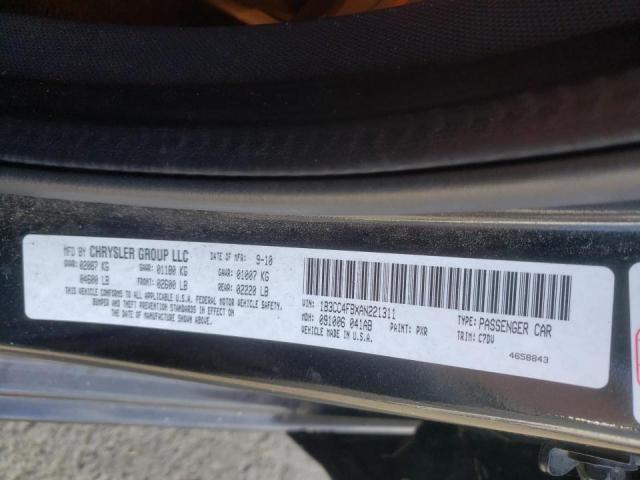 MFD BY CHRYSLER GROUP LLC DATE OF MFR 9-10
GVWR: 02087 KG GAWR: 01180 KG GAWR: 01007 KG
04600 LB FRONT: 02600 LB REAR: 02220 LB
THIS VEHICLE CONFORMS TO ALL APPLICABLE U.S.A. FEDERAL MOTOR VEHICLE SAFETY,
BUMPER, AND THEFT PREVENTION STANDARDS IN EFFECT
ON THE DATE OF MANUFACTURE SHOWN ABOVE.
VIN: 1B3CC4FBXAN221311 TYPE: PASSENGER CAR
MDH: 091006 041AB PAINT: PXR TRIM: C7DV
VEHICLE MADE IN U.S.A. 4658843